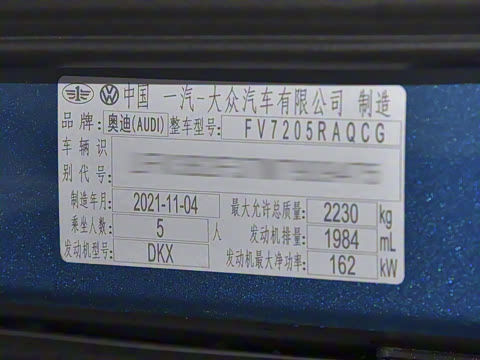 中国 一汽-大众汽车有限公司 制造
品牌: 奥迪(AUDI) 整车型号: FV7205RAQCG
车辆识别代号:
制造年月: 2021-11-04 最大允许总质量: 2230 kg
乘坐人数: 5 人 发动机排量: 1984 mL
发动机型号: DKX 发动机最大净功率: 162 kW